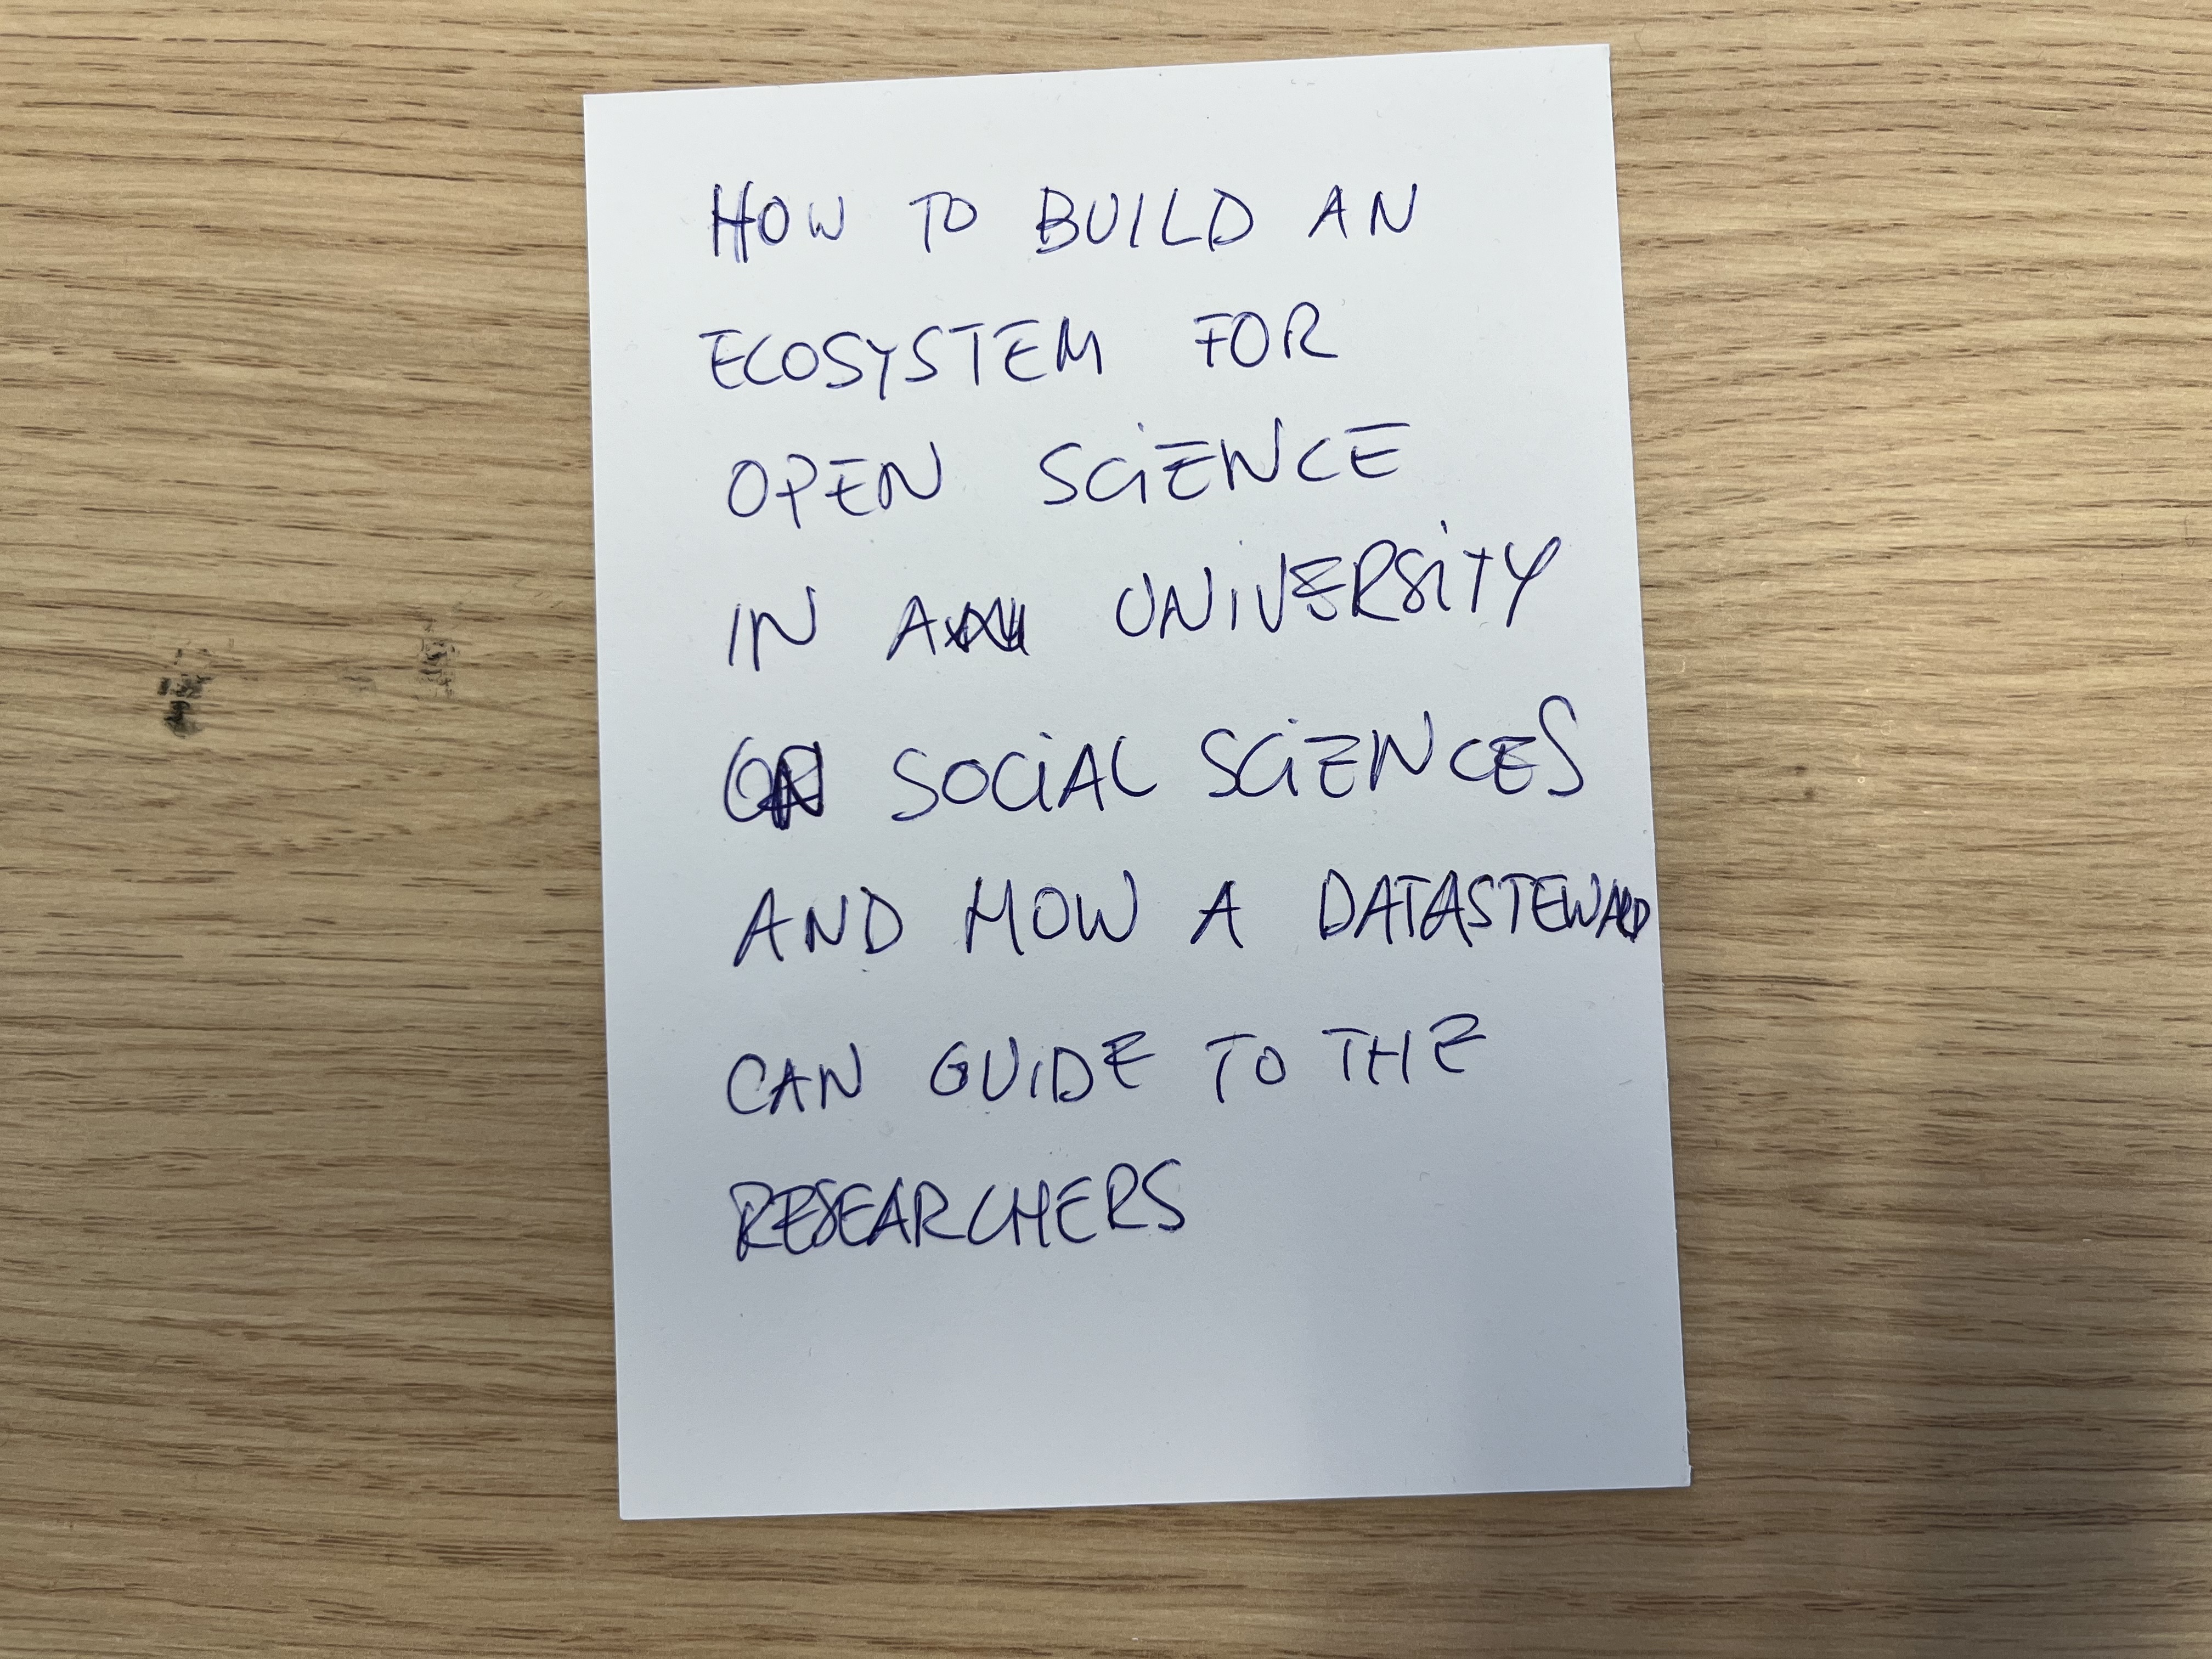 HOW TO BUILD AN
ECOSYSTEM FOR
OPEN SCIENCE
IN A UNIVERSITY
ON SOCIAL SCIENCES
AND HOW A DATASTEWARD
CAN GUIDE TO THE
RESEARCHERS